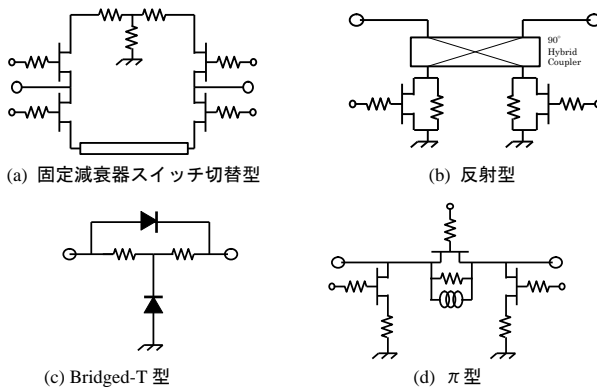 90°
Hybrid
Coupler
(a) 固定減衰器スイッチ切替型
(b) 反射型
(c) Bridged-T 型
(d) π型